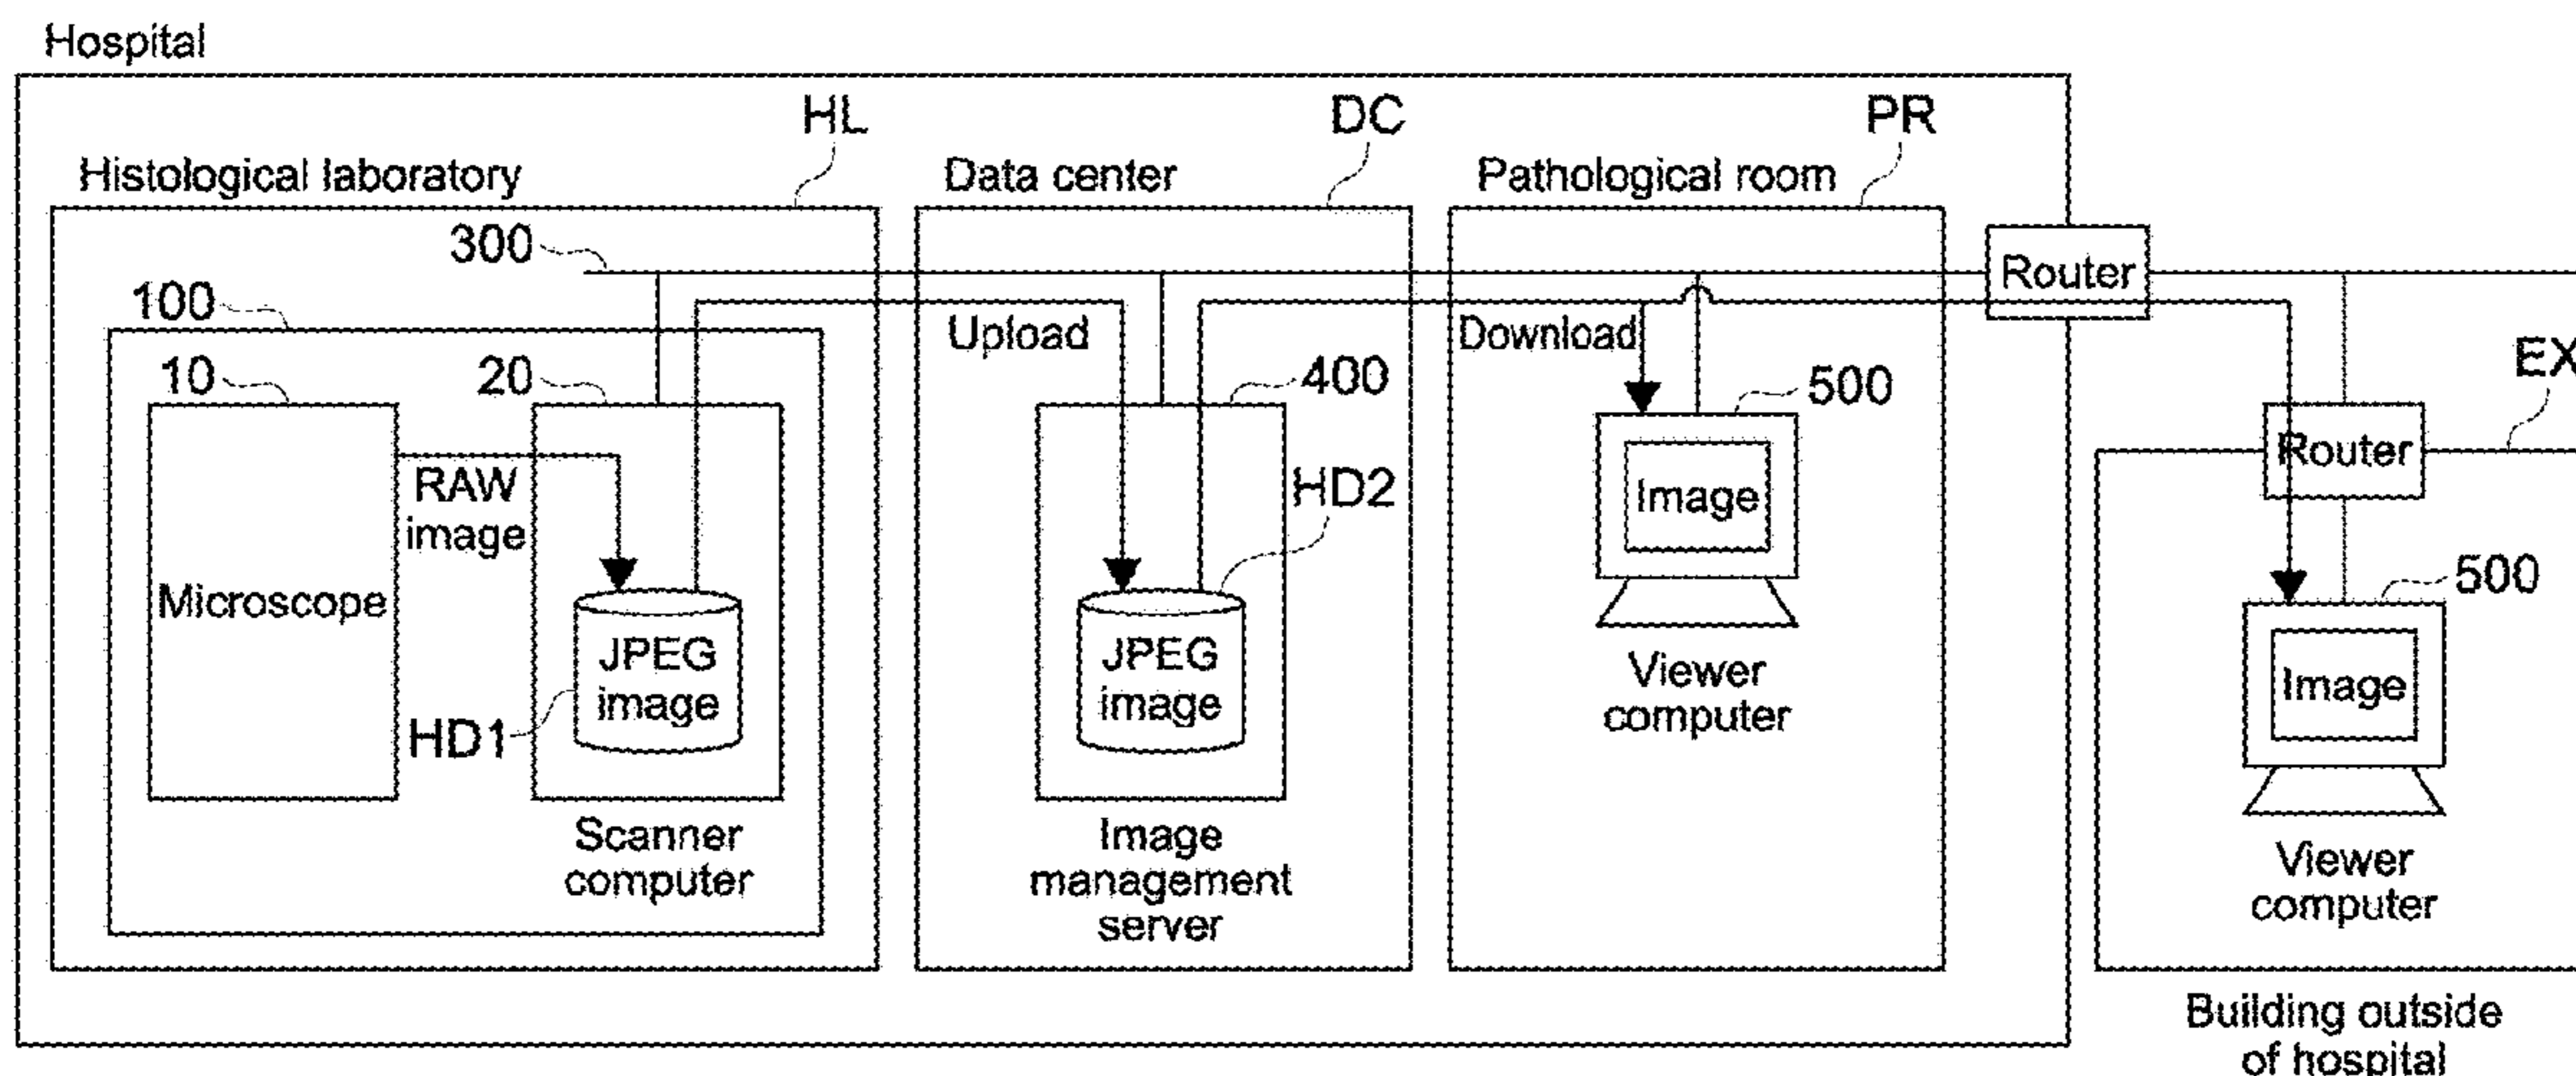 Hospital
HL
DC
PR
Histological laboratory
Data center
Pathological room
300
Router
100
Upload
Download
10
20
400
500
EX
RAW
image
HD2
Image
Router
Microscope
JPEG
image
HD1
JPEG
image
Viewer
computer
500
Image
Scanner
computer
Image
management
server
Viewer
computer
Building outside
of hospital